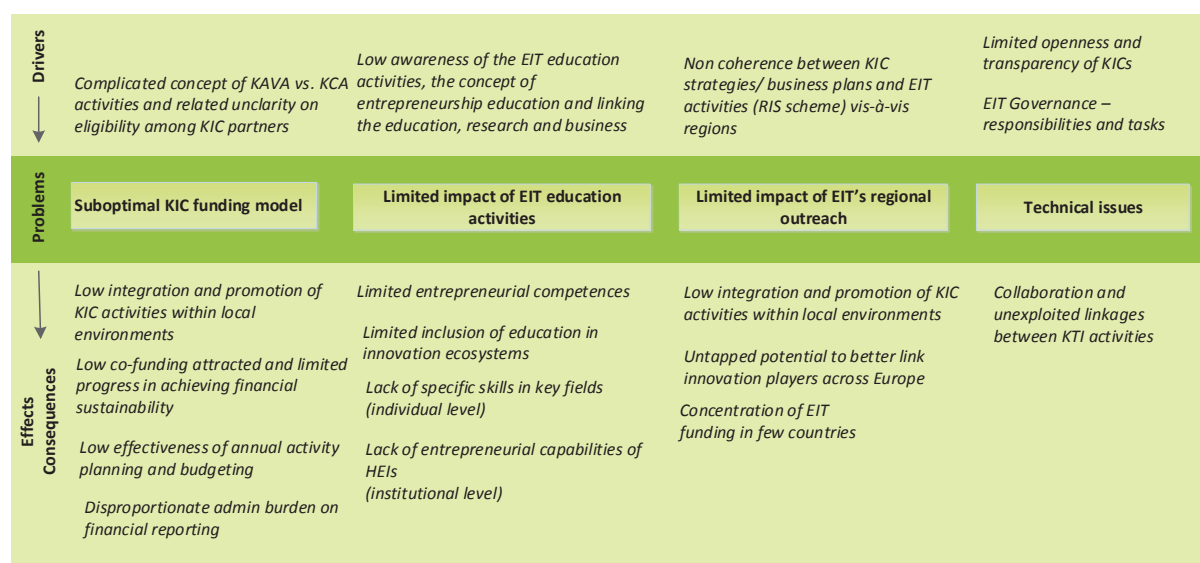 Drivers
Complicated concept of KAVA vs. KCA
activities and related unclarity on
eligibility among KIC partners
Low awareness of the EIT education
activities, the concept of
entrepreneurship education and linking
the education, research and business
Non coherence between KIC
strategies/ business plans and EIT
activities (RIS scheme) vis-à-vis
regions
Limited openness and
transparency of KICs
EIT Governance –
responsibilities and tasks
Problems
Suboptimal KIC funding model
Limited impact of EIT education
activities
Limited impact of EIT’s regional
outreach
Technical issues
Effects
Consequences
Low integration and promotion of
KIC activities within local
environments
Low co-funding attracted and limited
progress in achieving financial
sustainability
Low effectiveness of annual activity
planning and budgeting
Disproportionate admin burden on
financial reporting
Limited entrepreneurial competences
Limited inclusion of education in
innovation ecosystems
Lack of specific skills in key fields
(individual level)
Lack of entrepreneurial capabilities of
HEIs
(institutional level)
Low integration and promotion of KIC
activities within local environments
Untapped potential to better link
innovation players across Europe
Concentration of EIT
funding in few countries
Collaboration and
unexploited linkages
between KTI activities